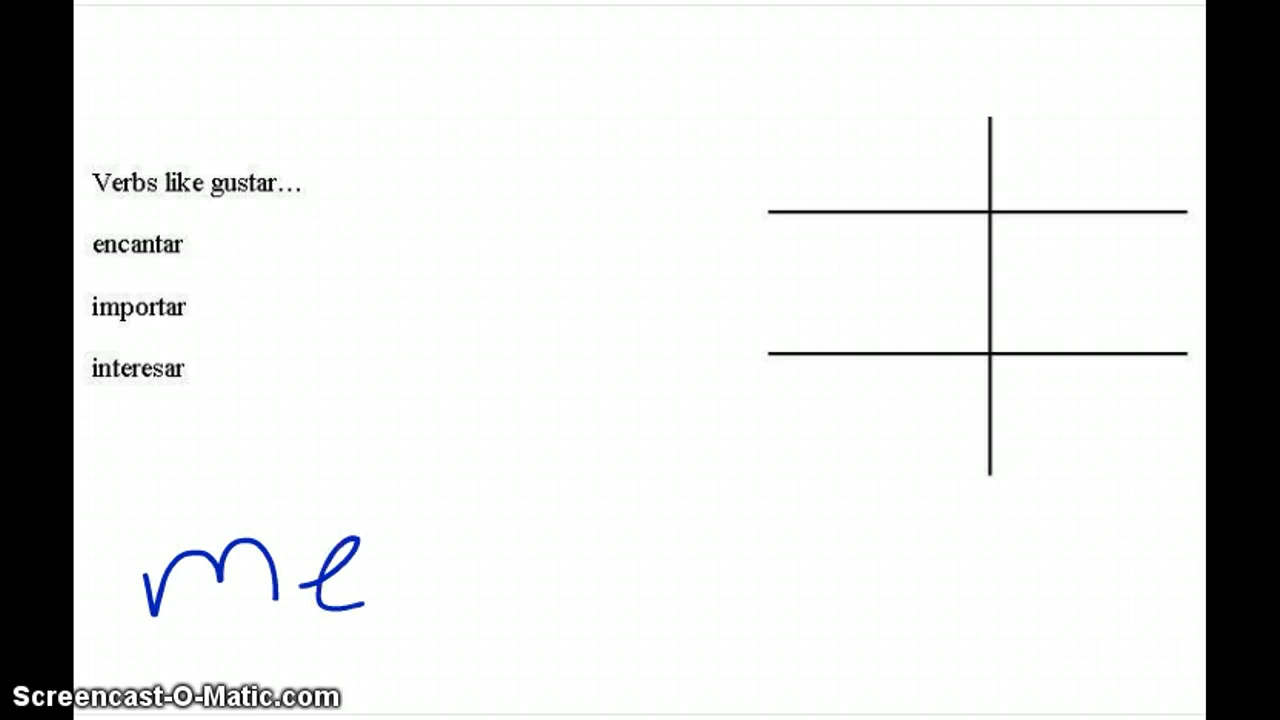 Verbs like gustar...
encantar
importar
interesar
me
Screencast-O-Matic.com